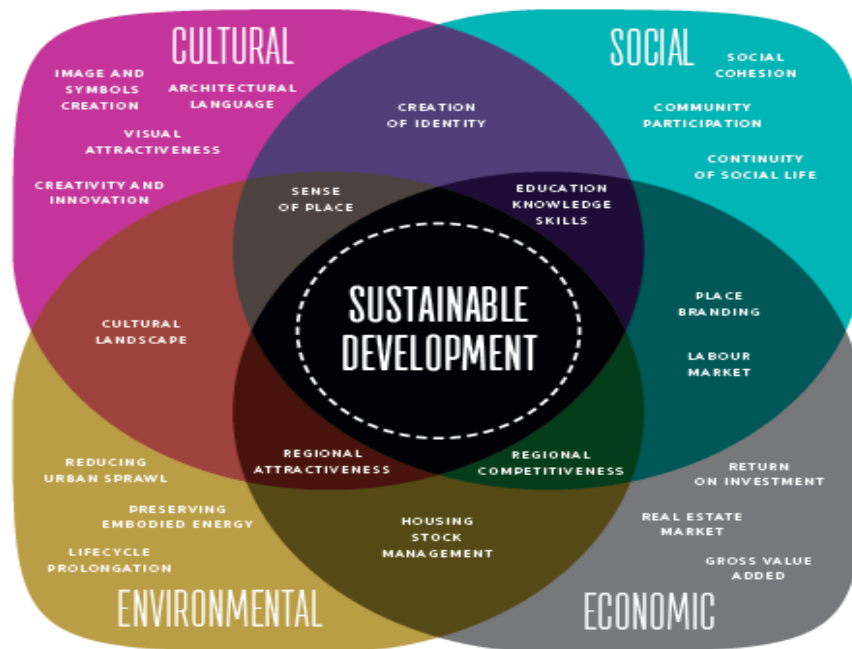 CULTURAL
IMAGE AND
SYMBOLS
CREATION
ARCHITECTURAL
LANGUAGE
VISUAL
ATTRACTIVENESS
CREATIVITY AND
INNOVATION
CREATION
OF IDENTITY
SOCIAL
SOCIAL
COHESION
COMMUNITY
PARTICIPATION
CONTINUITY
OF SOCIAL LIFE
SENSE
OF PLACE
EDUCATION
KNOWLEDGE
SKILLS
CULTURAL
LANDSCAPE
SUSTAINABLE
DEVELOPMENT
PLACE
BRANDING
LABOUR
MARKET
REGIONAL
ATTRACTIVENESS
REGIONAL
COMPETITIVENESS
REDUCING
URBAN SPRAWL
PRESERVING
EMBODIED ENERGY
LIFECYCLE
PROLONGATION
ENVIRONMENTAL
HOUSING
STOCK
MANAGEMENT
RETURN
ON INVESTMENT
REAL ESTATE
MARKET
GROSS VALUE
ADDED
ECONOMIC